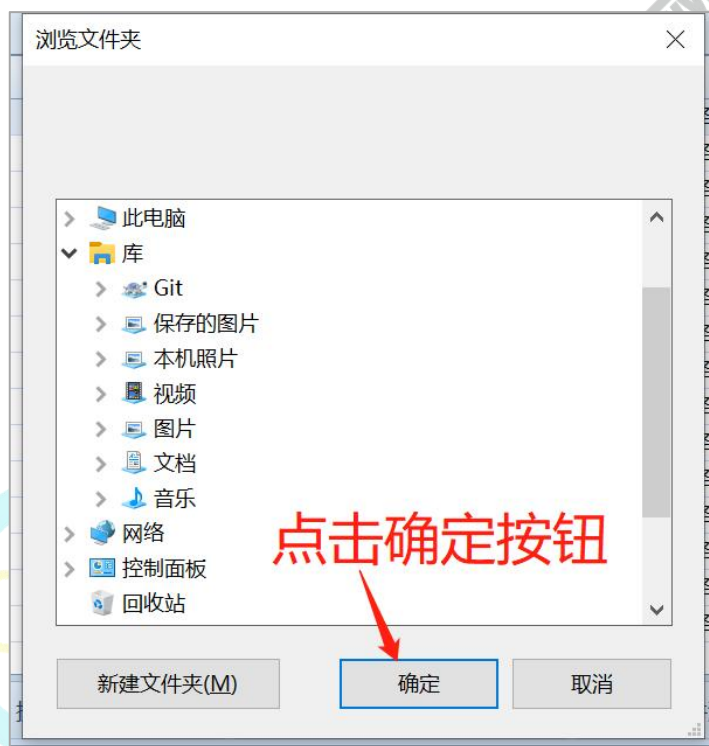 浏览文件夹
此电脑
库
Git
保存的图片
本机照片
视频
图片
文档
音乐
网络
控制面板
回收站
点击确定按钮
新建文件夹(M)
确定
取消